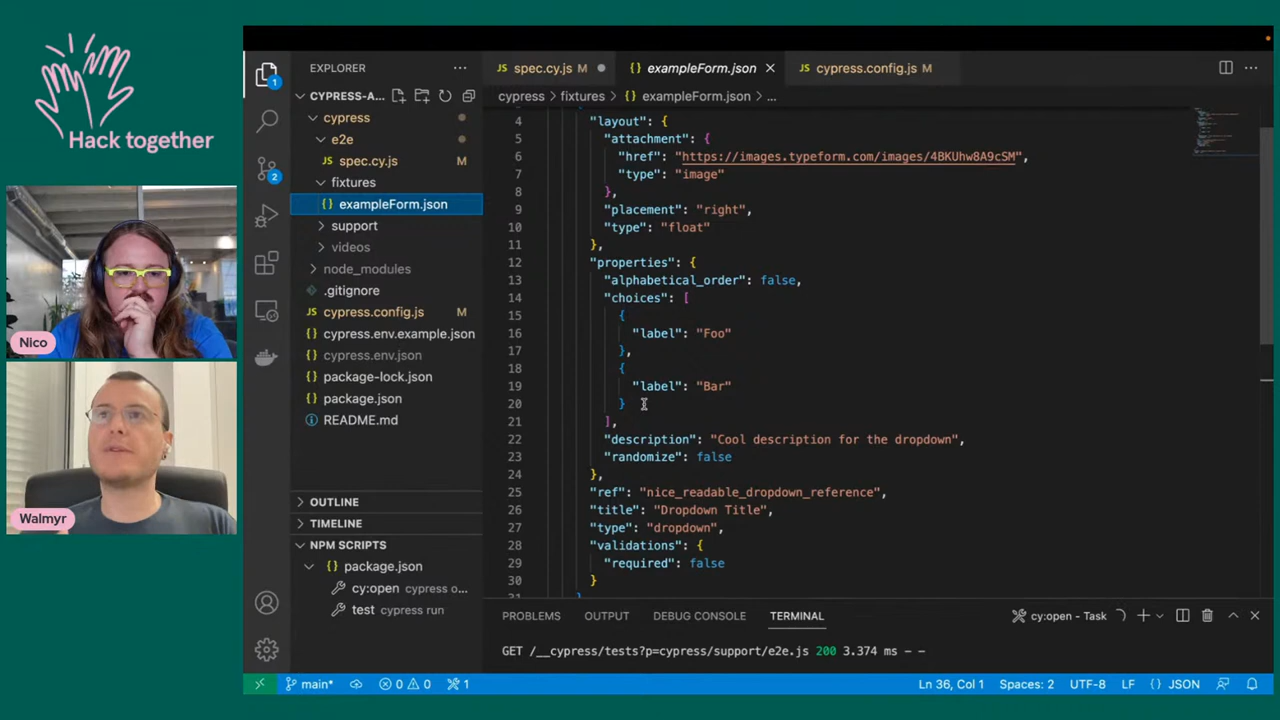 Hack together
Nico
Walmyr
EXPLORER
CYPRESS-A...
cypress
e2e
spec.cy.js M
fixtures
exampleForm.json
support
videos
node_modules
.gitignore
cypress.config.js M
cypress.env.example.json
cypress.env.json
package-lock.json
package.json
README.md
OUTLINE
TIMELINE
NPM SCRIPTS
package.json
cy:open cypress o...
test cypress run
1
2
JS spec.cy.js M
{} exampleForm.json
JS cypress.config.js M
cypress > fixtures > {} exampleForm.json > ...
4 "layout": {
5 "attachment": {
6 "href": "https://images.typeform.com/images/4BKUhw8A9cSM",
7 "type": "image"
8 },
9 "placement": "right",
10 "type": "float"
11 },
12 "properties": {
13 "alphabetical_order": false,
14 "choices": [
15 {
16 "label": "Foo"
17 },
18 {
19 "label": "Bar"
20 }
21 ],
22 "description": "Cool description for the dropdown",
23 "randomize": false
24 },
25 "ref": "nice_readable_dropdown_reference",
26 "title": "Dropdown Title",
27 "type": "dropdown",
28 "validations": {
29 "required": false
30 }
PROBLEMS OUTPUT DEBUG CONSOLE TERMINAL
cy:open - Task
GET /__cypress/tests?p=cypress/support/e2e.js 200 3.374 ms - -
main* 0 0 1
Ln 36, Col 1 Spaces: 2 UTF-8 LF {} JSON